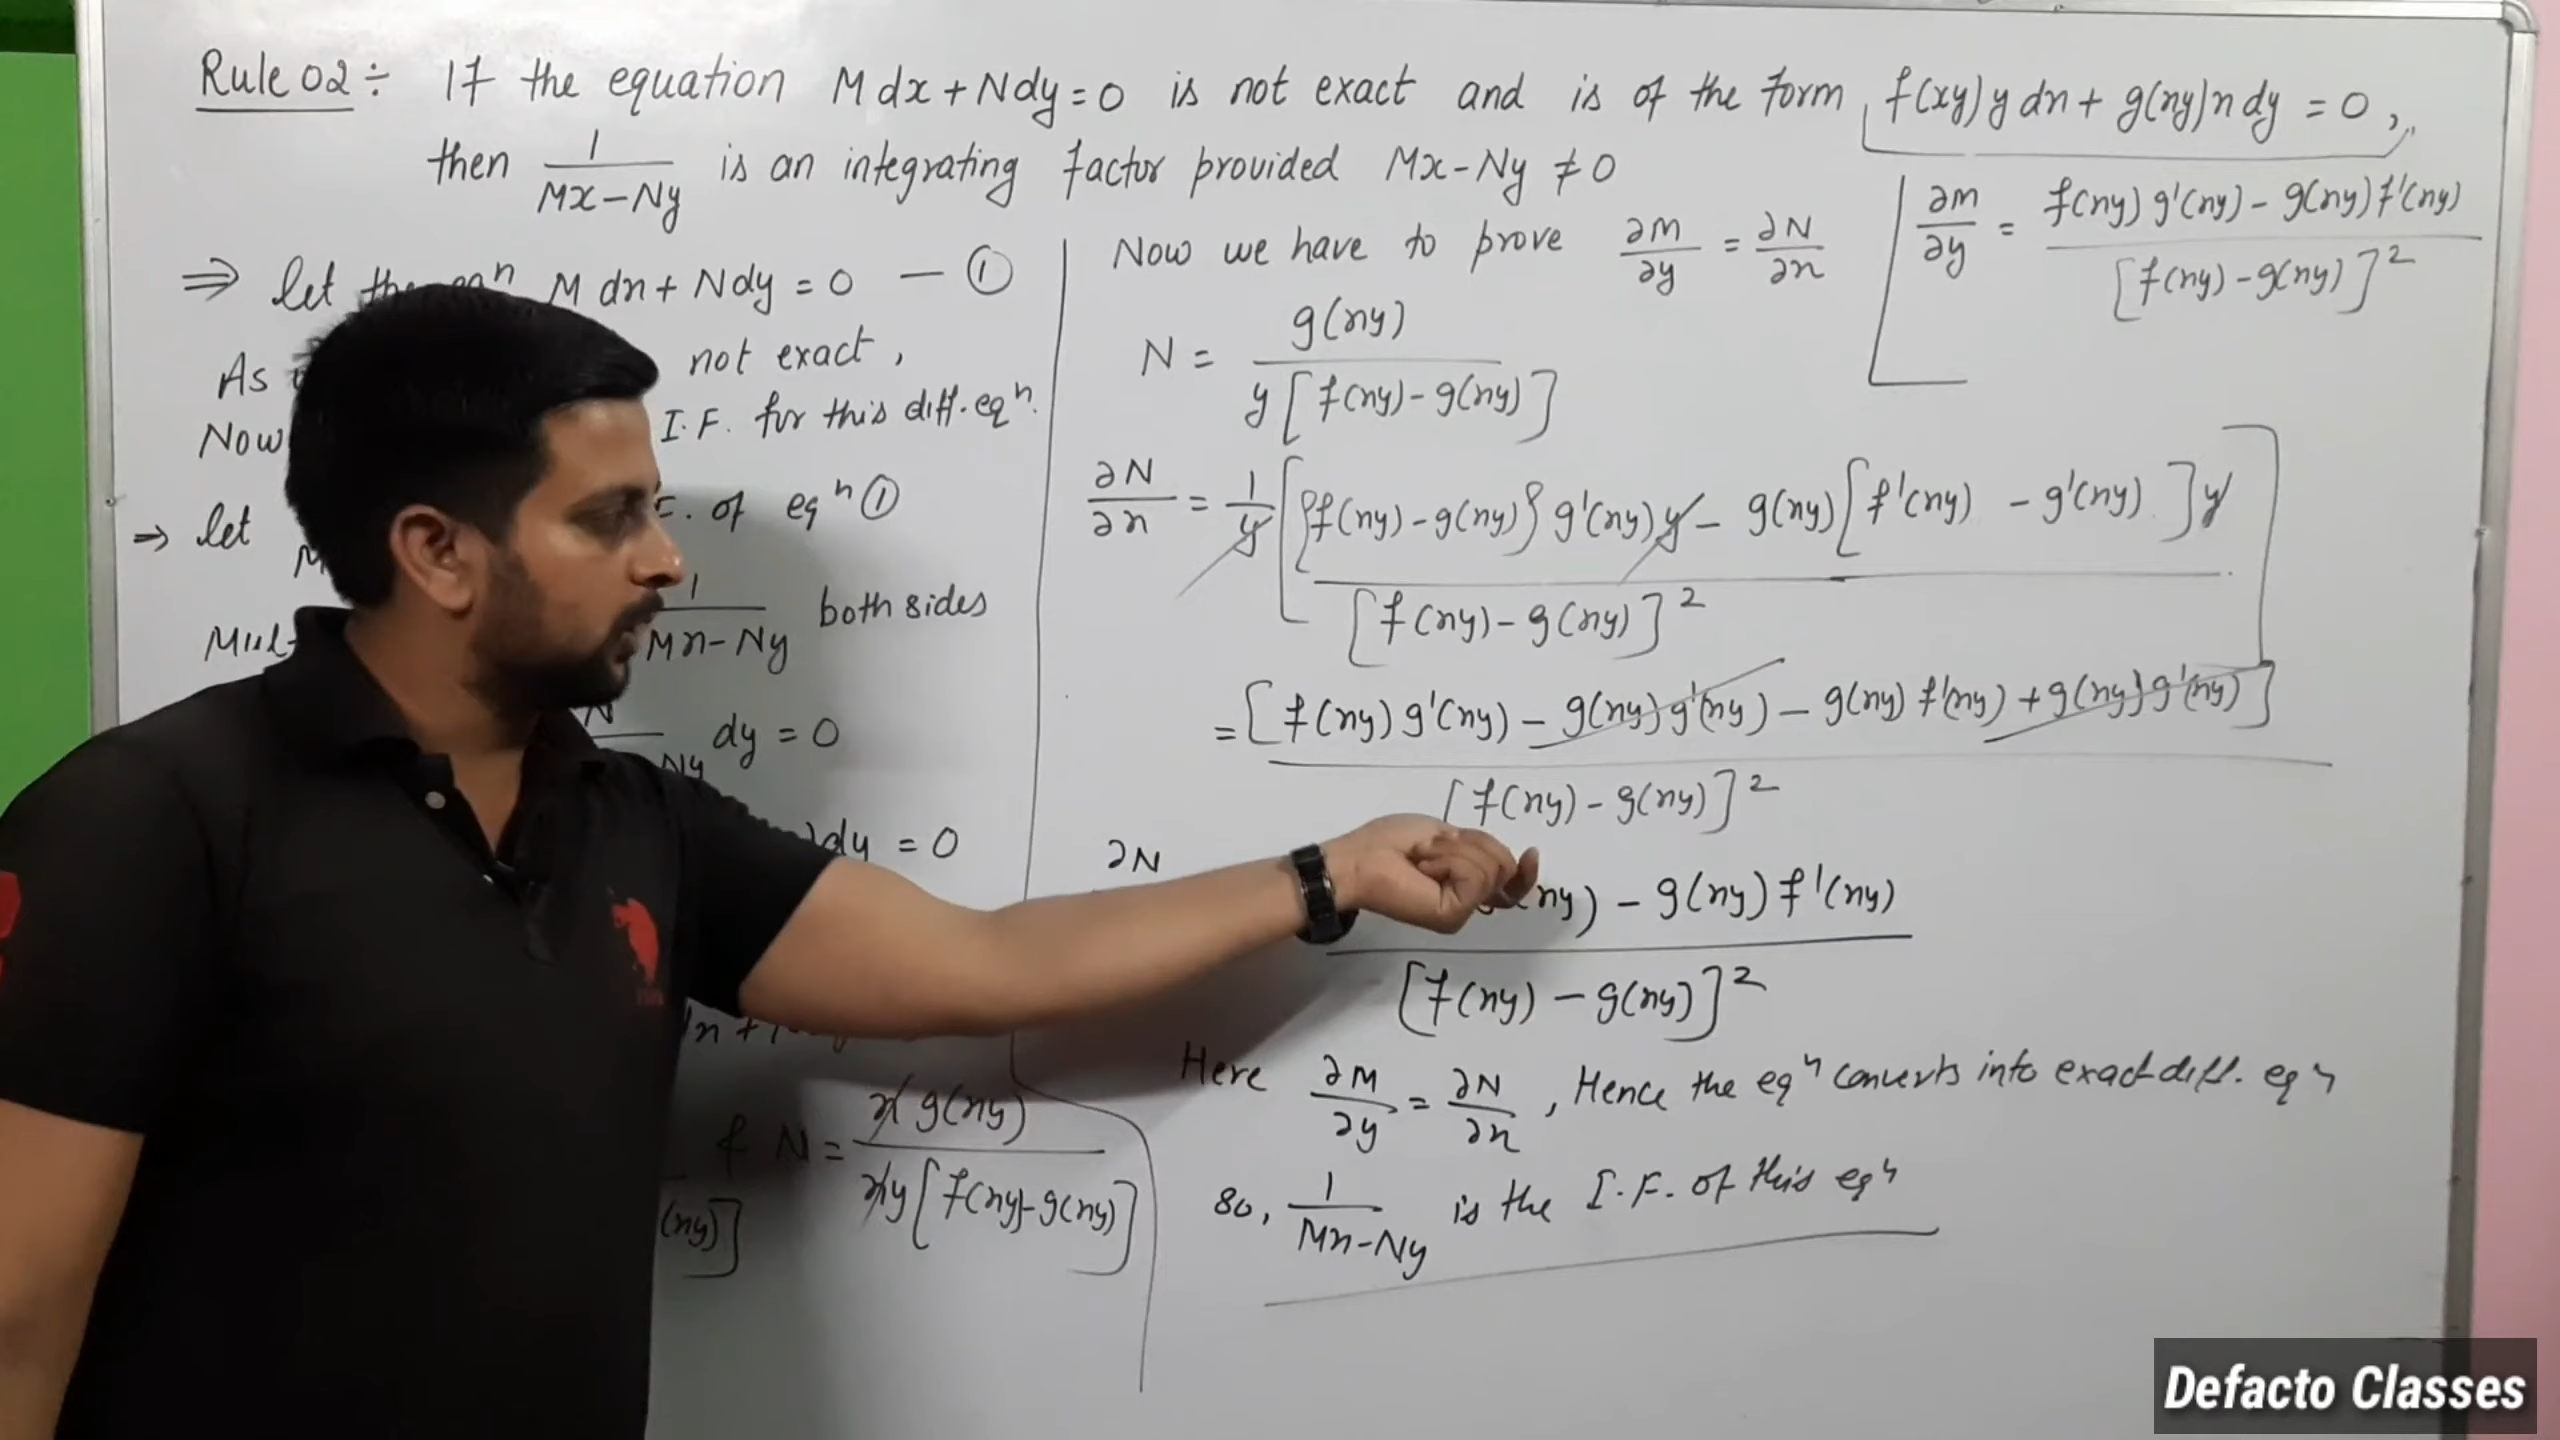 Rule 02 ÷ If the equation M dx + N dy = 0 is not exact and is of the form f(xy) y dx + g(xy) x dy = 0,
then 1/(Mx - Ny) is an integrating factor provided Mx - Ny ≠ 0
⇒ let the eqⁿ M dx + N dy = 0 — ①
As not exact,
Now I.F. for this diff. eqⁿ.
⇒ let of eqⁿ ①
1/(Mx - Ny) both sides
dy = 0
dy = 0
& N = x g(xy) / xy[f(xy) - g(xy)]
(xy)]
Now we have to prove ∂M/∂y = ∂N/∂x
∂M/∂y = f(xy) g'(xy) - g(xy) f'(xy) / [f(xy) - g(xy)]²
N = g(xy) / y[f(xy) - g(xy)]
∂N/∂x = 1/y [{f(xy) - g(xy)} g'(xy) y - g(xy)[f'(xy) - g'(xy)] y / [f(xy) - g(xy)]²]
= [f(xy) g'(xy) - g(xy) g'(xy) - g(xy) f'(xy) + g(xy) g'(xy)] / [f(xy) - g(xy)]²
∂N (xy) - g(xy) f'(xy) / [f(xy) - g(xy)]²
Here ∂M/∂y = ∂N/∂x, Hence the eqⁿ converts into exact diff. eqⁿ
so, 1/(Mx - Ny) is the I.F. of this eqⁿ
Defacto Classes